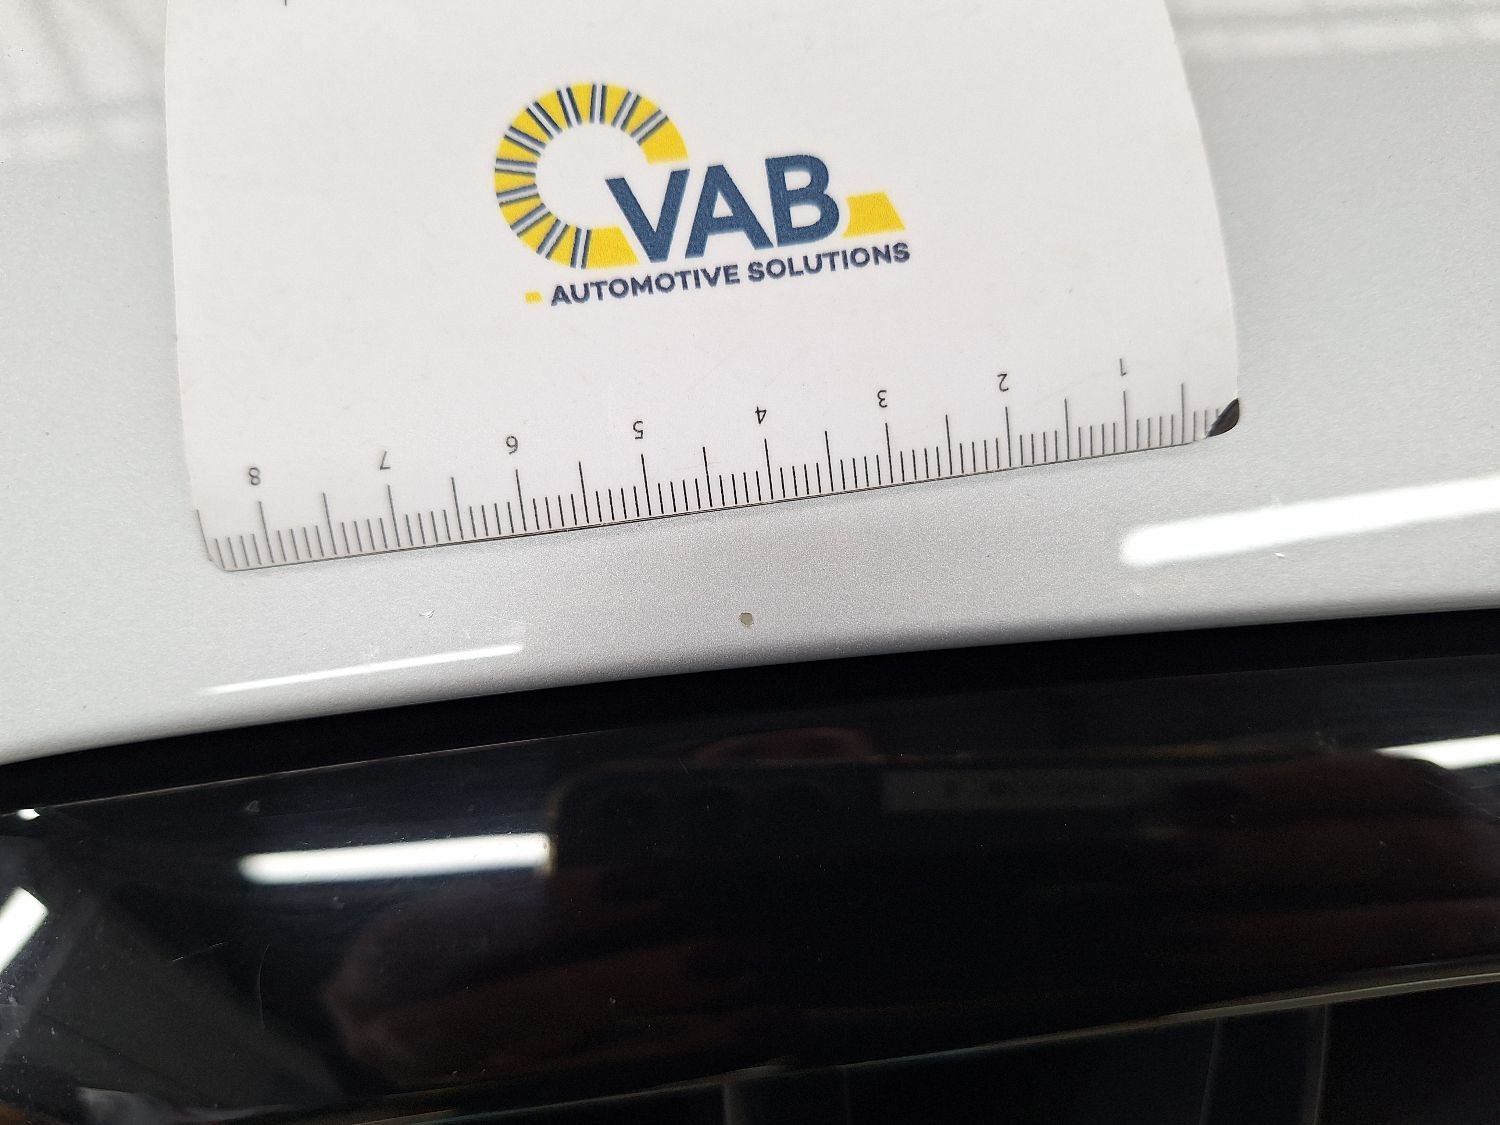 VAB
AUTOMOTIVE SOLUTIONS
8 7 6 5 4 3 2 1